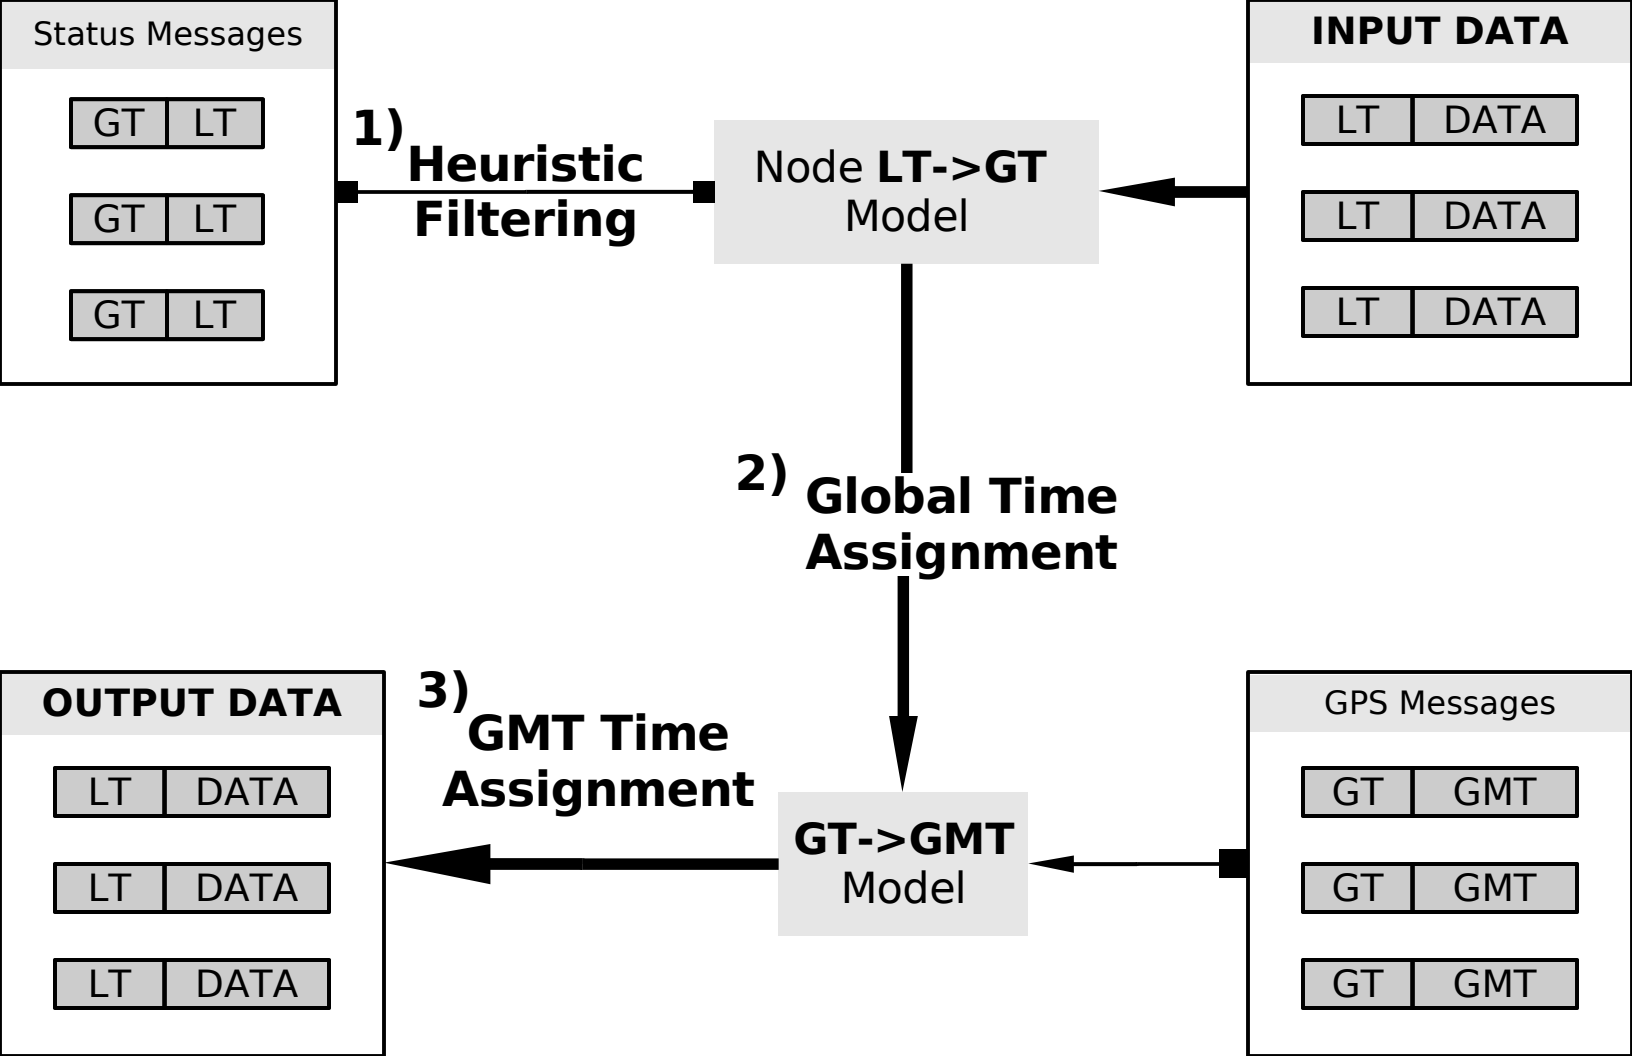 Status Messages
GT LT
GT LT
GT LT
1)
Heuristic
Filtering
Node LT->GT
Model
INPUT DATA
LT DATA
LT DATA
LT DATA
2)
Global Time
Assignment
OUTPUT DATA
LT DATA
LT DATA
LT DATA
3)
GMT Time
Assignment
GT->GMT
Model
GPS Messages
GT GMT
GT GMT
GT GMT